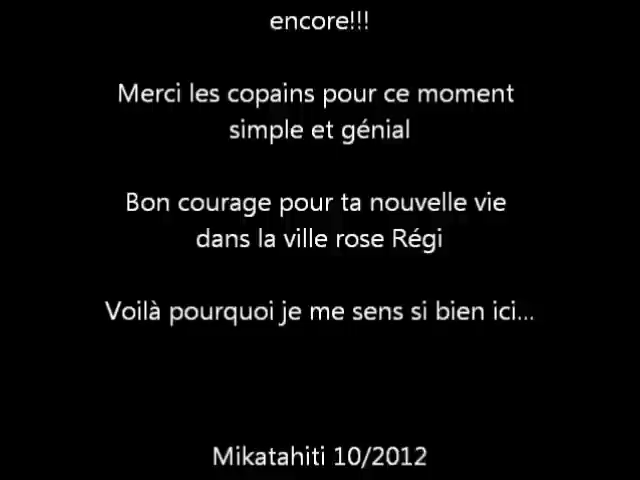 encore!!!
Merci les copains pour ce moment
simple et génial
Bon courage pour ta nouvelle vie
dans la ville rose Régi
Voilà pourquoi je me sens si bien ici...
Mikatahiti 10/2012